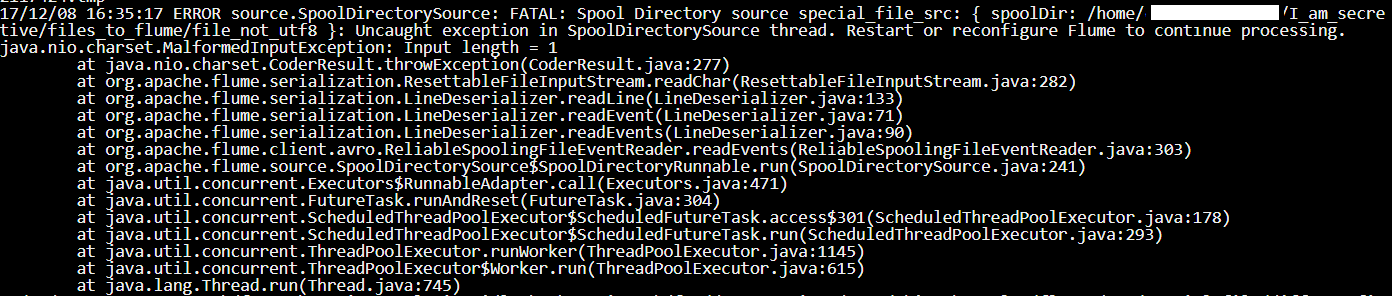 17/12/08 16:35:17 ERROR source.SpoolDirectorySource: FATAL: Spool Directory source special_file_src: { spoolDir: /home/ /I_am_secre
tive/files_to_flume/file_not_utf8 }: Uncaught exception in SpoolDirectorySource thread. Restart or reconfigure Flume to continue processing.
java.nio.charset.MalformedInputException: Input length = 1
at java.nio.charset.CoderResult.throwException(CoderResult.java:277)
at org.apache.flume.serialization.ResettableFileInputStream.readChar(ResettableFileInputStream.java:282)
at org.apache.flume.serialization.LineDeserializer.readLine(LineDeserializer.java:133)
at org.apache.flume.serialization.LineDeserializer.readEvent(LineDeserializer.java:71)
at org.apache.flume.serialization.LineDeserializer.readEvents(LineDeserializer.java:90)
at org.apache.flume.client.avro.ReliableSpoolingFileEventReader.readEvents(ReliableSpoolingFileEventReader.java:303)
at org.apache.flume.source.SpoolDirectorySource$SpoolDirectoryRunnable.run(SpoolDirectorySource.java:241)
at java.util.concurrent.Executors$RunnableAdapter.call(Executors.java:471)
at java.util.concurrent.FutureTask.runAndReset(FutureTask.java:304)
at java.util.concurrent.ScheduledThreadPoolExecutor$ScheduledFutureTask.access$301(ScheduledThreadPoolExecutor.java:178)
at java.util.concurrent.ScheduledThreadPoolExecutor$ScheduledFutureTask.run(ScheduledThreadPoolExecutor.java:293)
at java.util.concurrent.ThreadPoolExecutor.runWorker(ThreadPoolExecutor.java:1145)
at java.util.concurrent.ThreadPoolExecutor$Worker.run(ThreadPoolExecutor.java:615)
at java.lang.Thread.run(Thread.java:745)